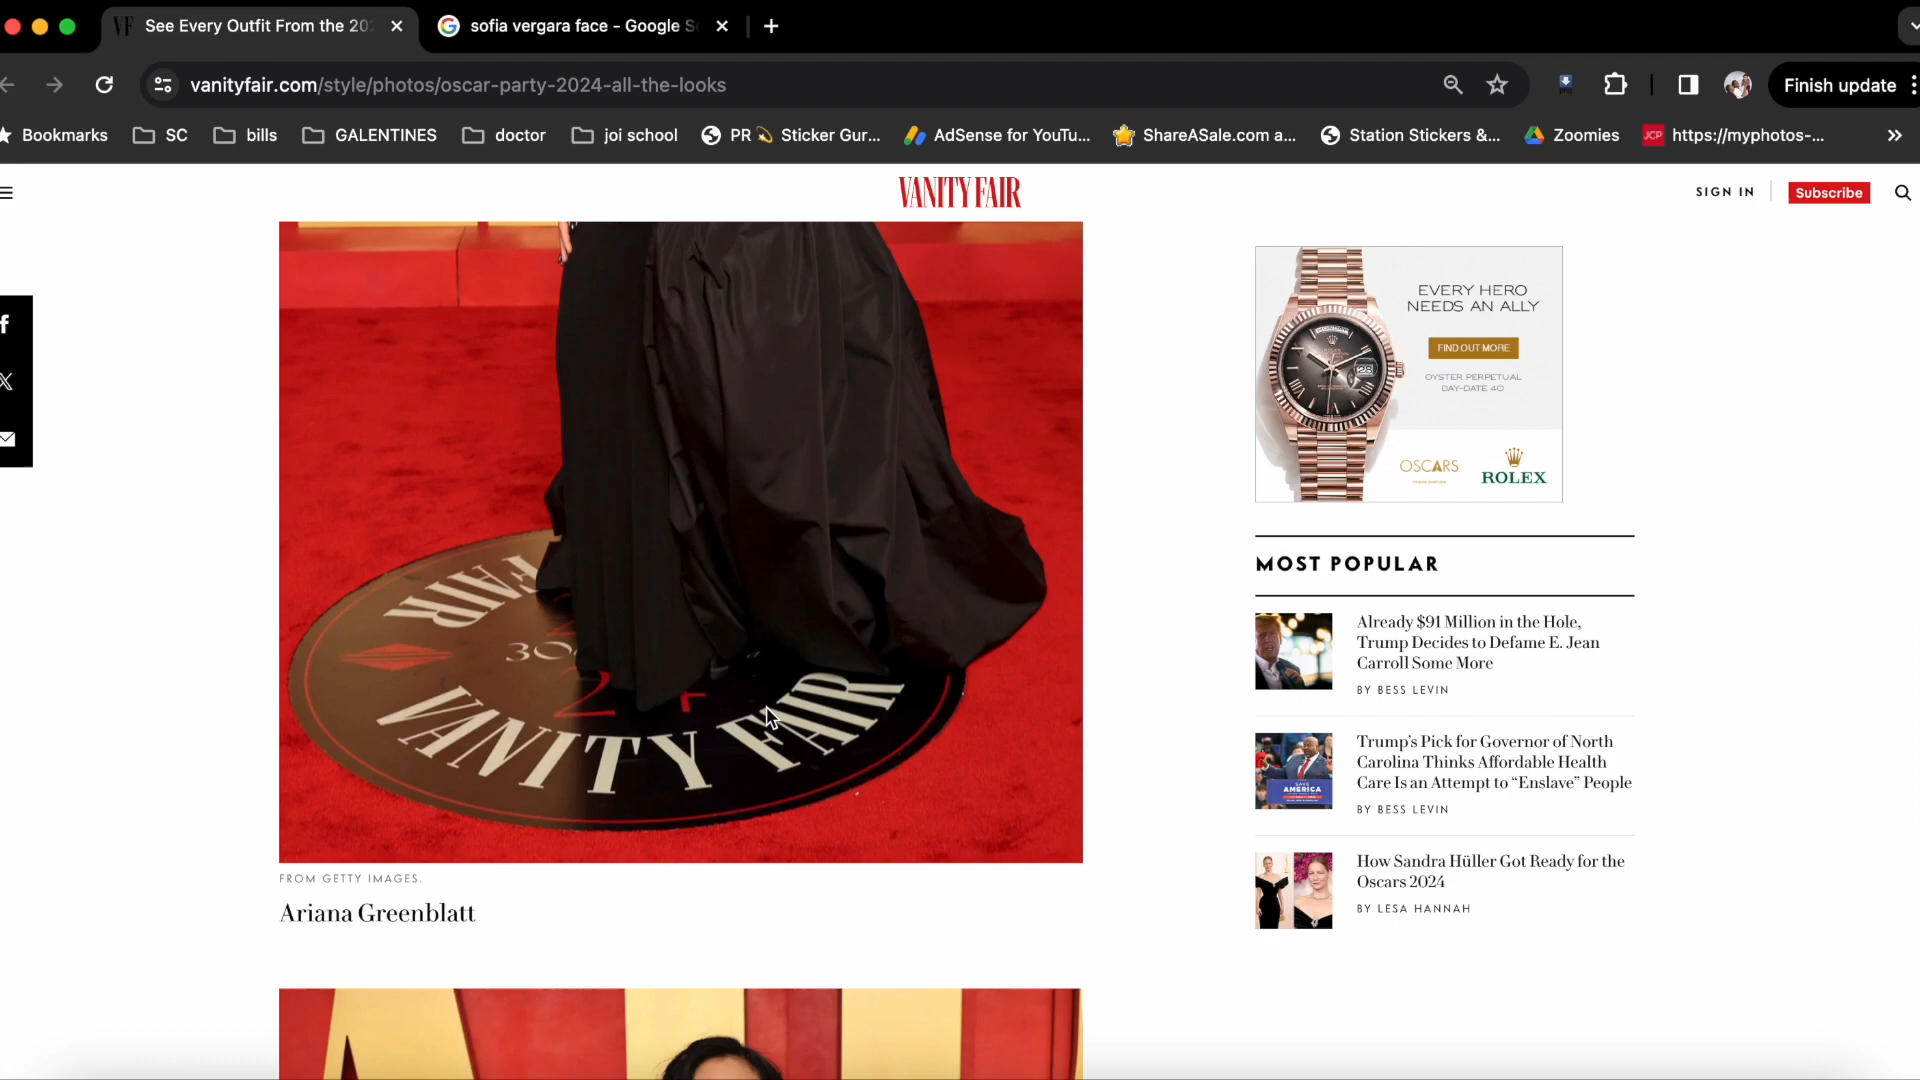 See Every Outfit From the 20
sofia vergara face - Google S
vanityfair.com/style/photos/oscar-party-2024-all-the-looks
Finish update
Bookmarks
SC
bills
GALENTINES
doctor
joi school
PR 💫 Sticker Gur...
AdSense for YouTu...
ShareASale.com a...
Station Stickers &...
Zoomies
JCP
https://myphotos-...
»
VANITY FAIR
SIGN IN
Subscribe
EVERY HERO
NEEDS AN ALLY
FIND OUT MORE
OYSTER PERPETUAL
DAY-DATE 40
OSCARS
ROLEX
FAIR
30
VANITY FAIR
FROM GETTY IMAGES.
Ariana Greenblatt
MOST POPULAR
Already $91 Million in the Hole,
Trump Decides to Defame E. Jean
Carroll Some More
BY BESS LEVIN
Trump's Pick for Governor of North
Carolina Thinks Affordable Health
Care Is an Attempt to “Enslave” People
BY BESS LEVIN
AMERICA
How Sandra Hüller Got Ready for the
Oscars 2024
BY LESA HANNAH